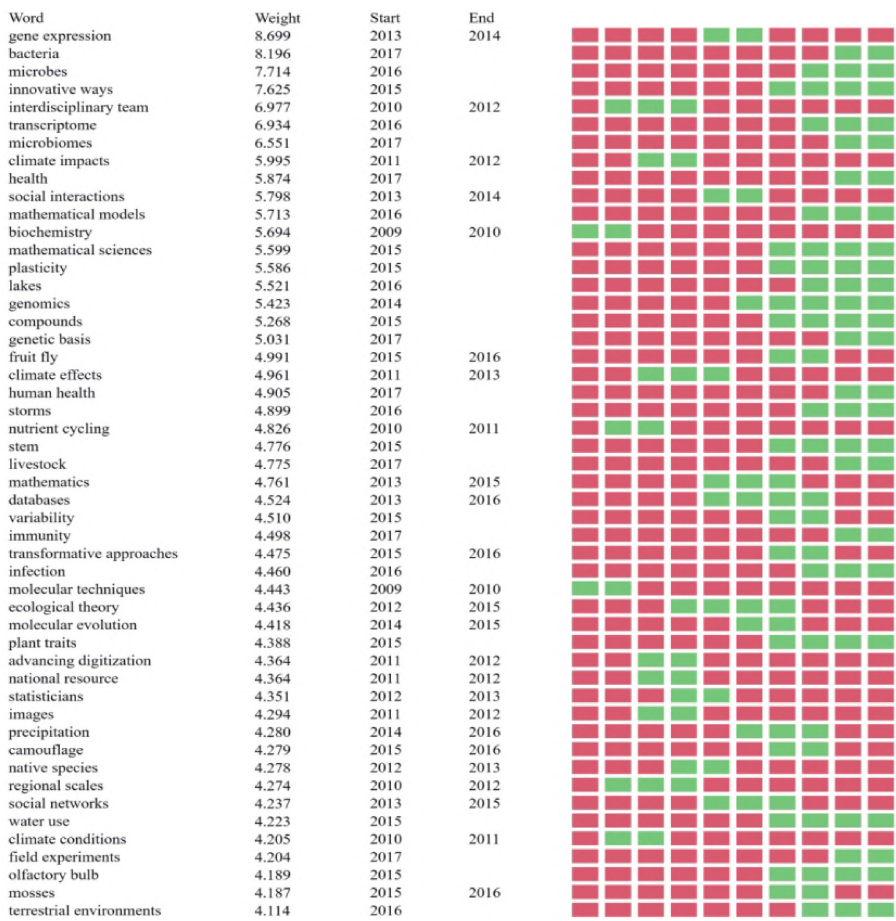 Word Weight Start End
gene expression 8.699 2013 2014
bacteria 8.196 2017
microbes 7.714 2016
innovative ways 7.625 2015
interdisciplinary team 6.977 2010 2012
transcriptome 6.934 2016
microbiomes 6.551 2017
climate impacts 5.995 2011 2012
health 5.874 2017
social interactions 5.798 2013 2014
mathematical models 5.713 2016
biochemistry 5.694 2009 2010
mathematical sciences 5.599 2015
plasticity 5.586 2015
lakes 5.521 2016
genomics 5.423 2014
compounds 5.268 2015
genetic basis 5.031 2017
fruit fly 4.991 2015 2016
climate effects 4.961 2011 2013
human health 4.905 2017
storms 4.899 2016
nutrient cycling 4.826 2010 2011
stem 4.776 2015
livestock 4.775 2017
mathematics 4.761 2013 2015
databases 4.524 2013 2016
variability 4.510 2015
immunity 4.498 2017
transformative approaches 4.475 2015 2016
infection 4.460 2016
molecular techniques 4.443 2009 2010
ecological theory 4.436 2012 2015
molecular evolution 4.418 2014 2015
plant traits 4.388 2015
advancing digitization 4.364 2011 2012
national resource 4.364 2011 2012
statisticians 4.351 2012 2013
images 4.294 2011 2012
precipitation 4.280 2014 2016
camouflage 4.279 2015 2016
native species 4.278 2012 2013
regional scales 4.274 2010 2012
social networks 4.237 2013 2015
water use 4.223 2015
climate conditions 4.205 2010 2011
field experiments 4.204 2017
olfactory bulb 4.189 2015
mosses 4.187 2015 2016
terrestrial environments 4.114 2016